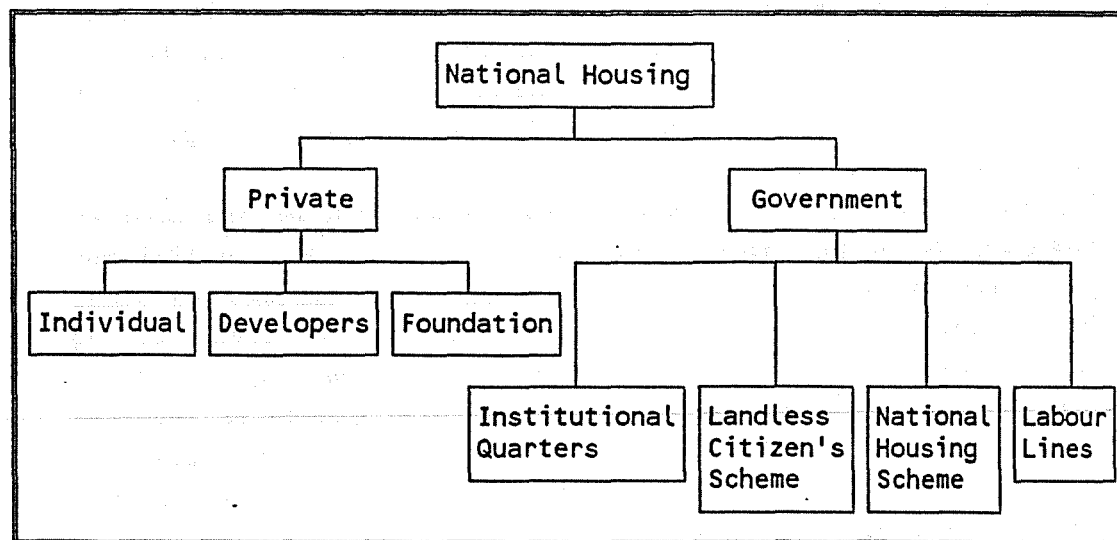 National Housing
Private
Government
Individual
Developers
Foundation
Institutional
Quarters
Landless
Citizen's
Scheme
National
Housing
Scheme
Labour
Lines